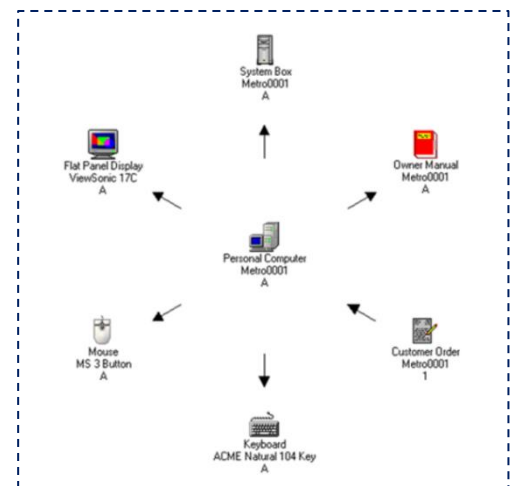 System Box
Metro0001
A
Flat Panel Display
ViewSonic 17C
A
Owner Manual
Metro0001
A
Personal Computer
Metro0001
A
Mouse
MS 3 Button
A
Customer Order
Metro0001
1
Keyboard
ACME Natural 104 Key
A